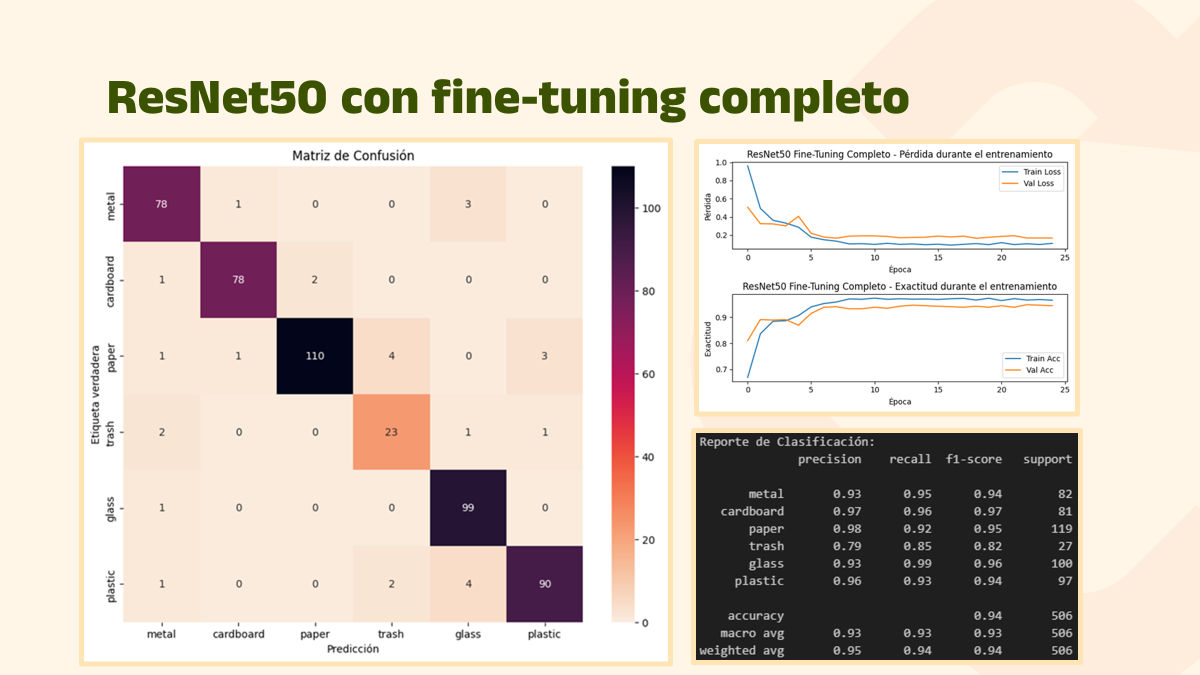 ResNet50 con fine-tuning completo
Matriz de Confusión
Etiqueta verdadera
metal 78 1 0 0 3 0
cardboard 1 78 2 0 0 0
paper 1 1 110 4 0 3
trash 2 0 0 23 1 1
glass 1 0 0 0 99 0
plastic 1 0 0 2 4 90
metal cardboard paper trash glass plastic
Predicción
100
80
60
40
20
0
ResNet50 Fine-Tuning Completo - Pérdida durante el entrenamiento
Pérdida
1.0
0.8
0.6
0.4
0.2
Train Loss
Val Loss
0 5 10 15 20 25
Época
ResNet50 Fine-Tuning Completo - Exactitud durante el entrenamiento
Exactitud
0.9
0.8
0.7
Train Acc
Val Acc
0 5 10 15 20 25
Época
Reporte de Clasificación:
precision recall f1-score support
metal 0.93 0.95 0.94 82
cardboard 0.97 0.96 0.97 81
paper 0.98 0.92 0.95 119
trash 0.79 0.85 0.82 27
glass 0.93 0.99 0.96 100
plastic 0.96 0.93 0.94 97
accuracy 0.94 506
macro avg 0.93 0.93 0.93 506
weighted avg 0.95 0.94 0.94 506